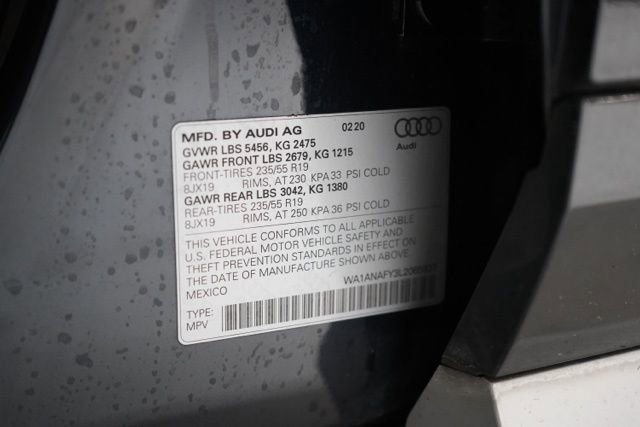 MFD. BY AUDI AG 02 20
GVWR LBS 5456, KG 2475
GAWR FRONT LBS 2679, KG 1215
FRONT-TIRES 235/55 R19
8JX19 RIMS, AT 230 KPA 33 PSI COLD
GAWR REAR LBS 3042, KG 1380
REAR-TIRES 235/55 R19
8JX19 RIMS, AT 250 KPA 36 PSI COLD
Audi
THIS VEHICLE CONFORMS TO ALL APPLICABLE
U.S. FEDERAL MOTOR VEHICLE SAFETY AND
THEFT PREVENTION STANDARDS IN EFFECT ON
THE DATE OF MANUFACTURE SHOWN ABOVE.
MEXICO
TYPE:
MPV